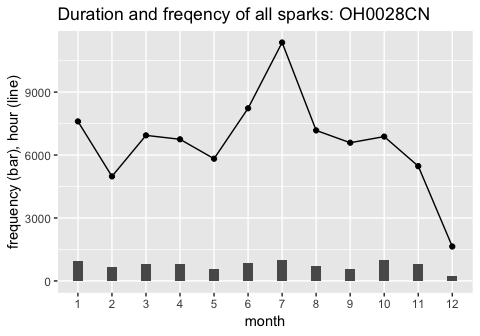 Duration and freqency of all sparks: OH0028CN
frequency (bar), hour (line)
9000
6000
3000
0
1 2 3 4 5 6 7 8 9 10 11 12
month